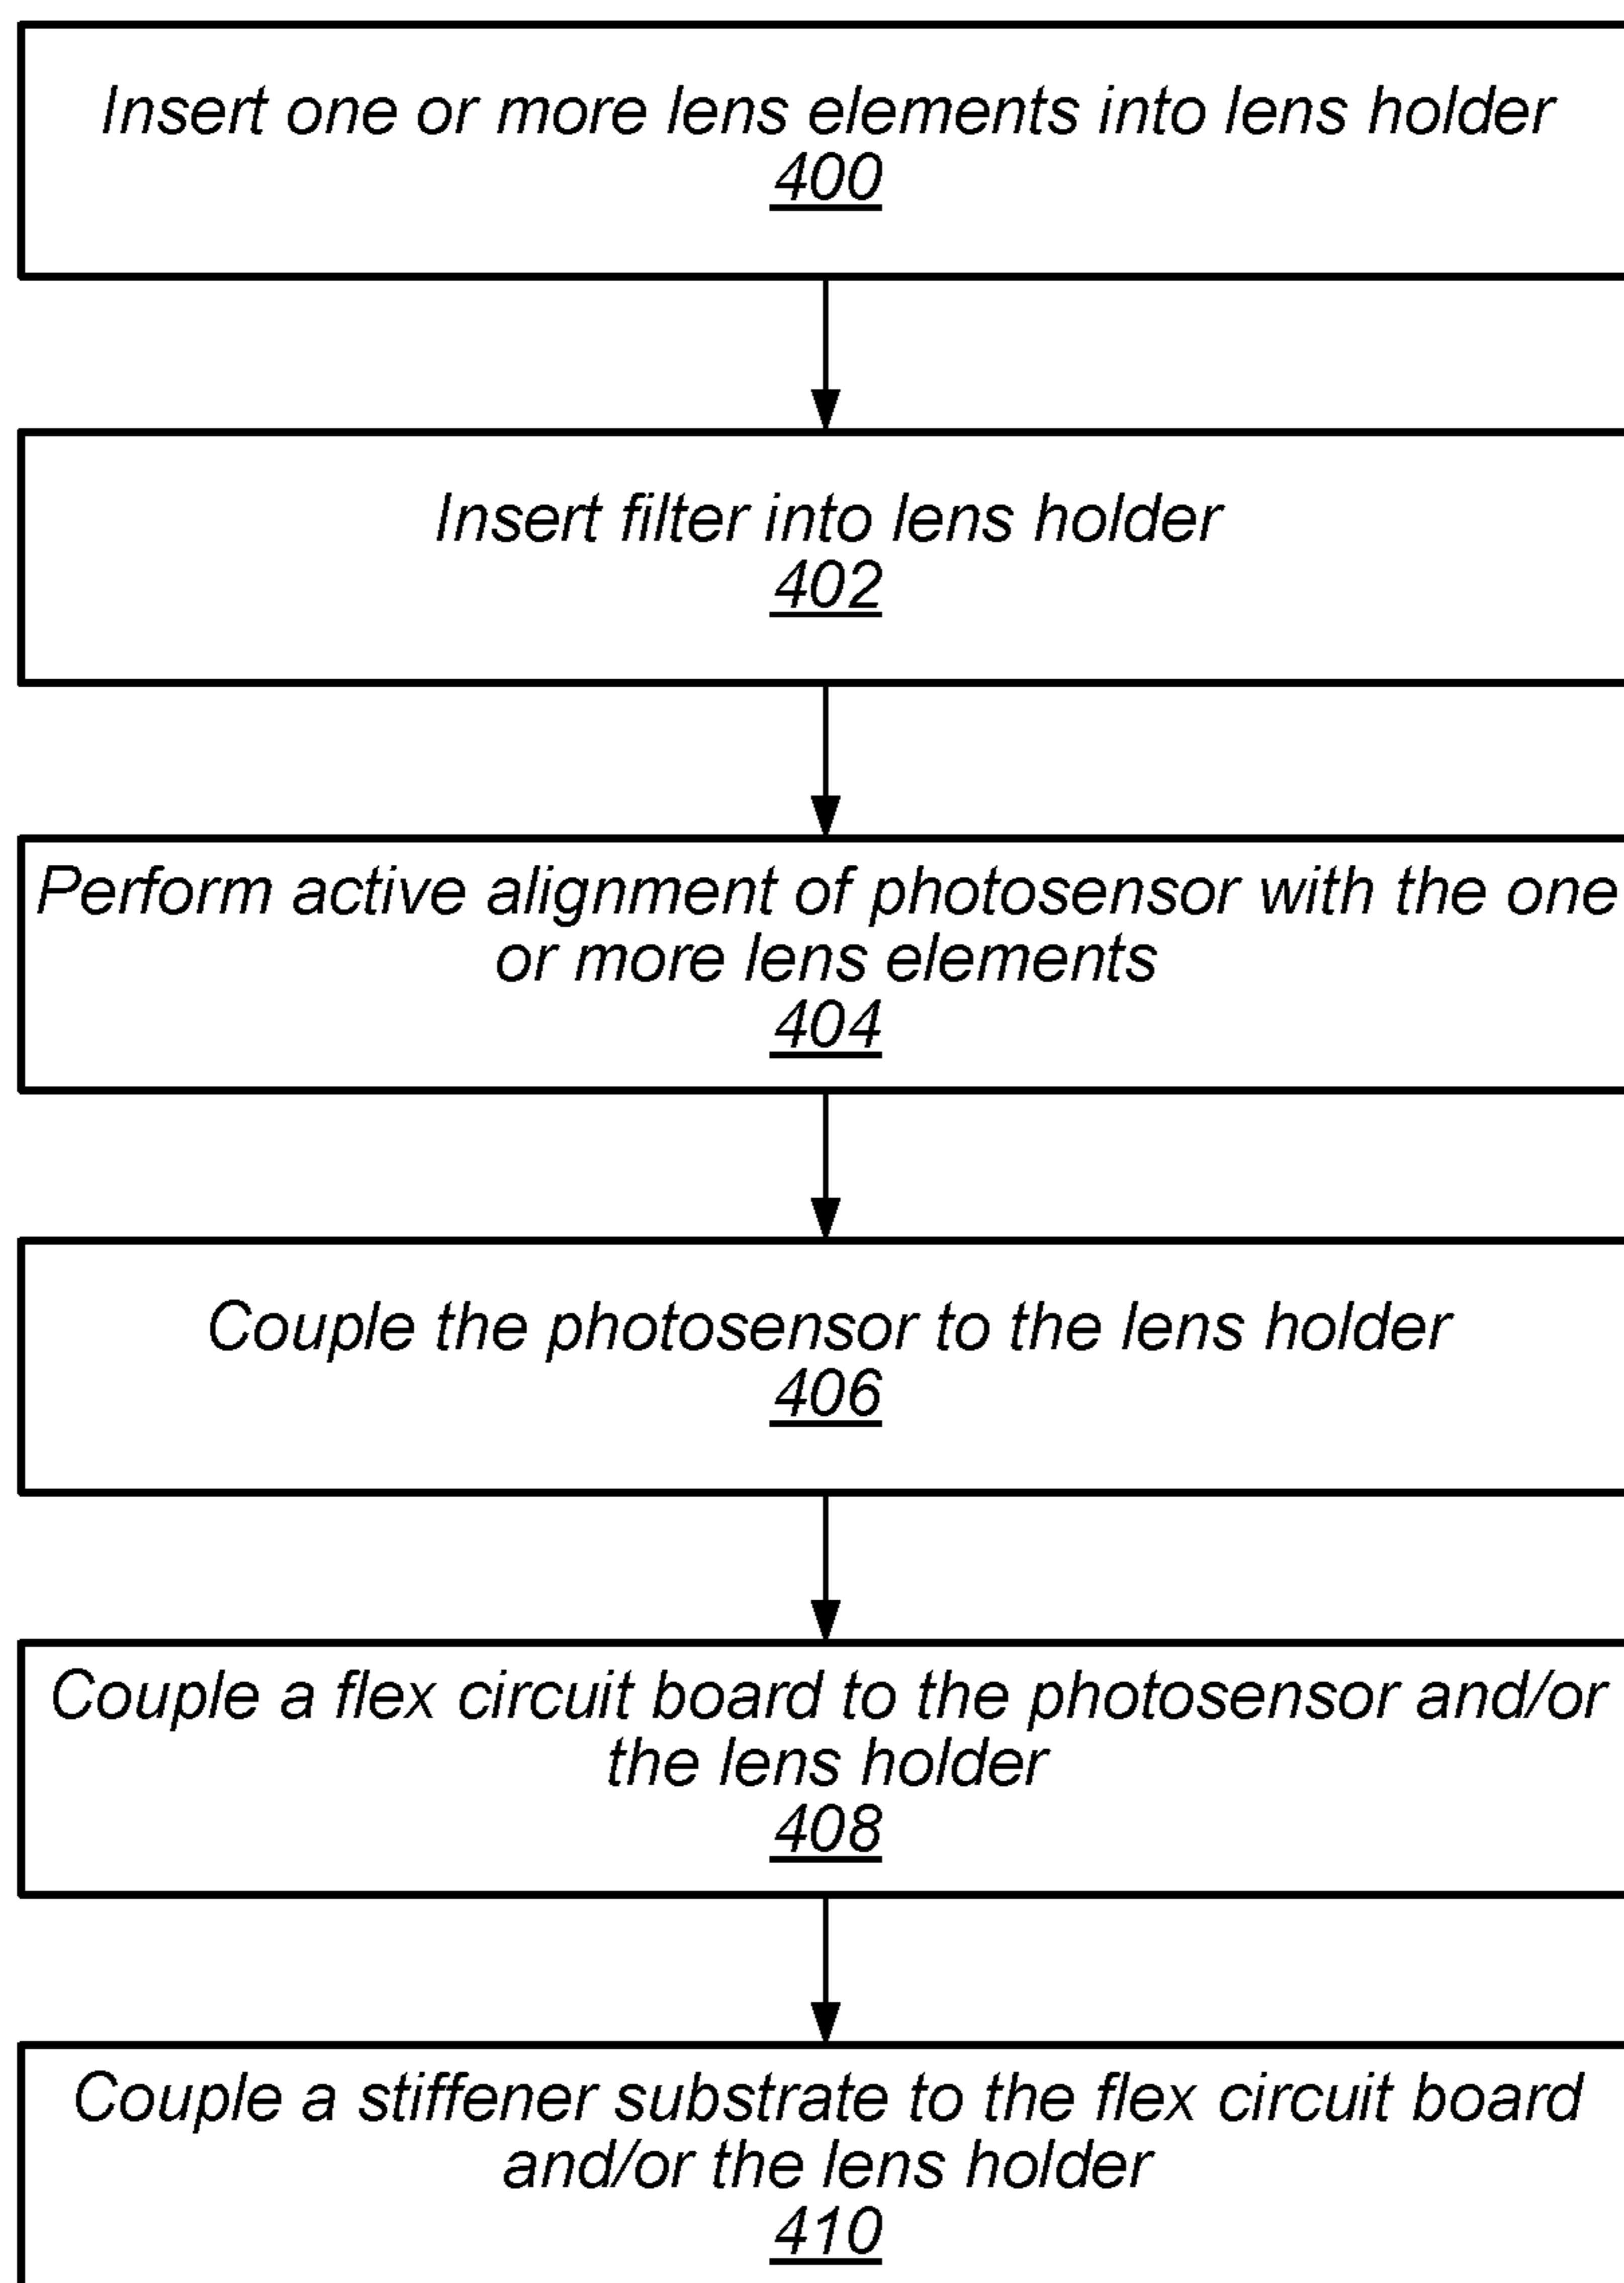 Insert one or more lens elements into lens holder
400
Insert filter into lens holder
402
Perform active alignment of photosensor with the one
or more lens elements
404
Couple the photosensor to the lens holder
406
Couple a flex circuit board to the photosensor and/or
the lens holder
408
Couple a stiffener substrate to the flex circuit board
and/or the lens holder
410